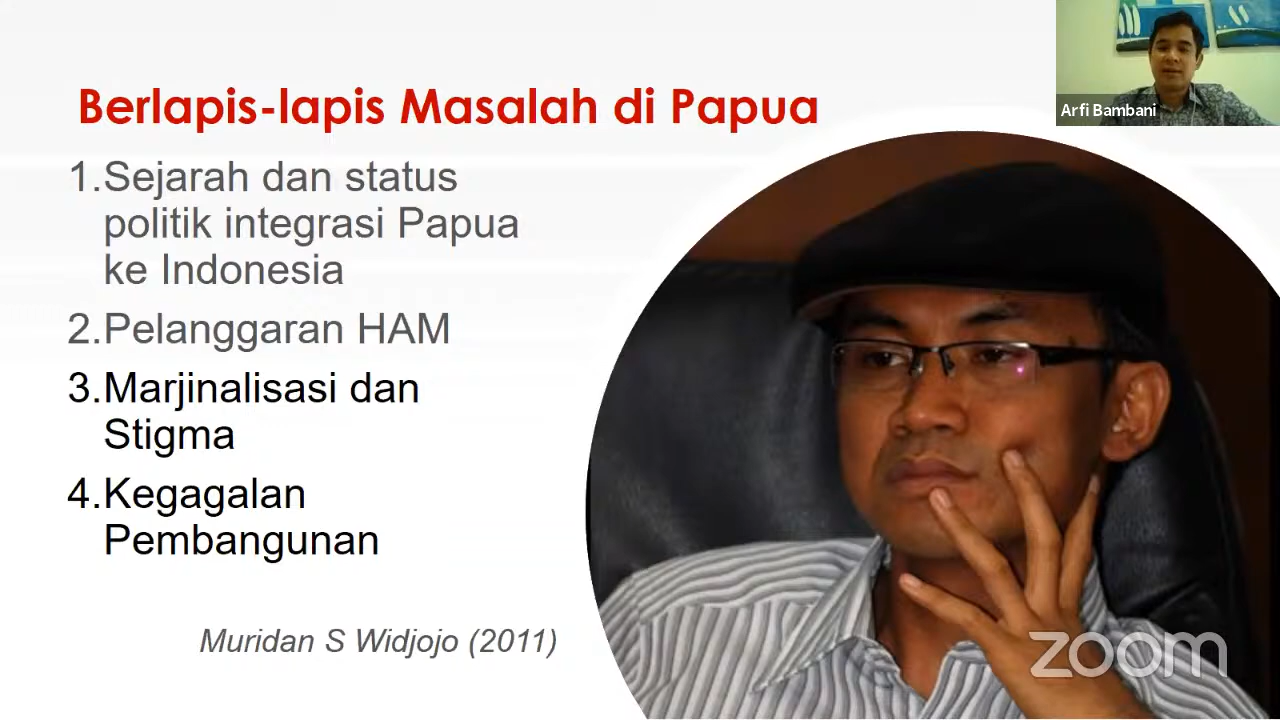 Berlapis-lapis Masalah di Papua
Arfi Bambani
1.Sejarah dan status
politik integrasi Papua
ke Indonesia
2.Pelanggaran HAM
3.Marjinalisasi dan
Stigma
4.Kegagalan
Pembangunan
Muridan S Widjojo (2011)
zoom